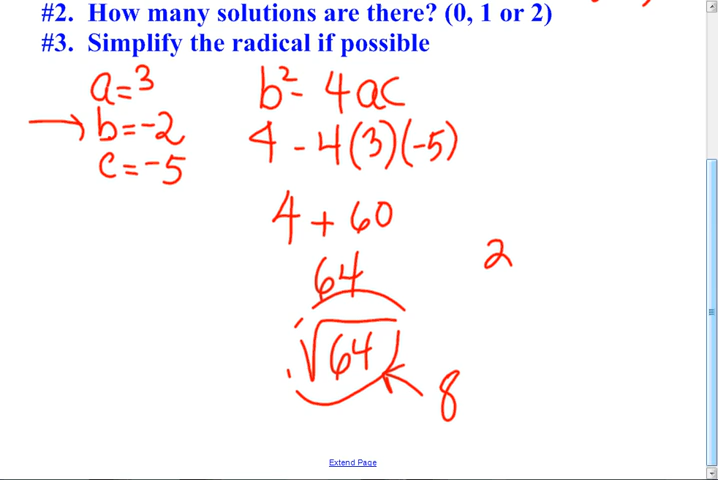 #2. How many solutions are there? (0, 1 or 2)
#3. Simplify the radical if possible
a=3 b²- 4ac
→ b=-2 4 - 4(3)(-5)
c=-5
4 + 60
64 2
√64
8
Extend Page